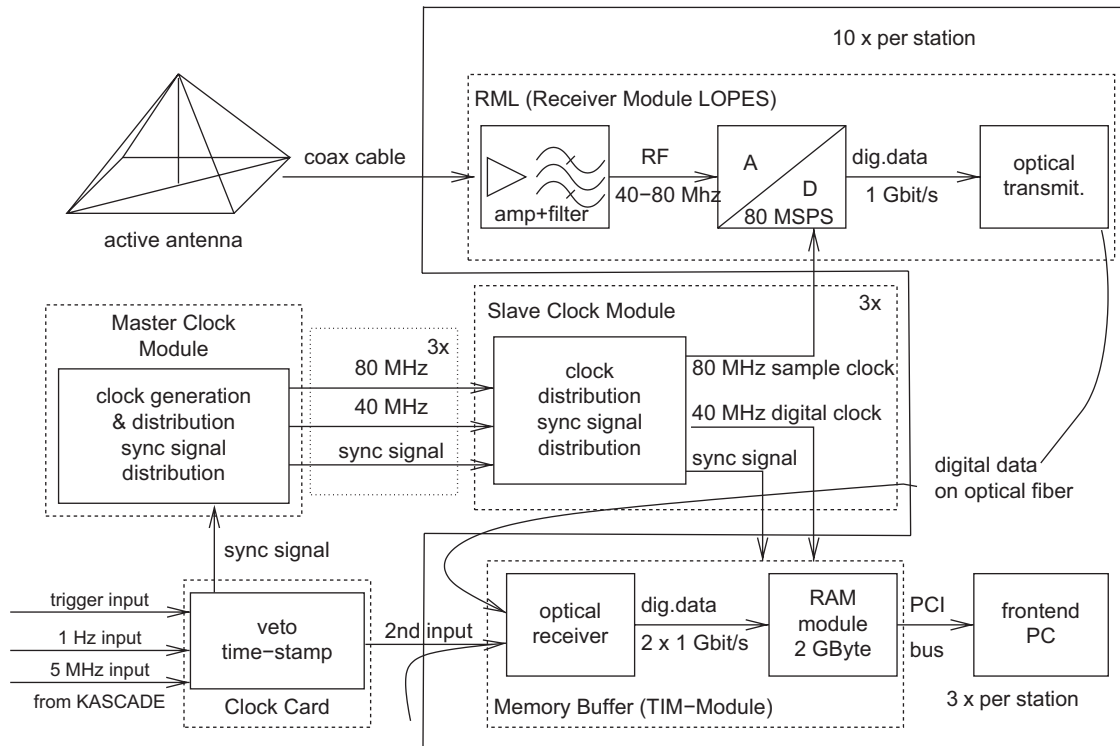 10 x per station
RML (Receiver Module LOPES)
coax cable
amp+filter
RF
40−80 Mhz
A
D
80 MSPS
dig.data
1 Gbit/s
optical
transmit.
active antenna
Master Clock
Module
clock generation
& distribution
sync signal
distribution
3x
80 MHz
40 MHz
sync signal
Slave Clock Module
3x
clock
distribution
sync signal
distribution
80 MHz sample clock
40 MHz digital clock
sync signal
digital data
on optical fiber
sync signal
trigger input
1 Hz input
5 MHz input
from KASCADE
veto
time−stamp
Clock Card
2nd input
optical
receiver
dig.data
2 x 1 Gbit/s
RAM
module
2 GByte
Memory Buffer (TIM−Module)
PCI
bus
frontend
PC
3 x per station